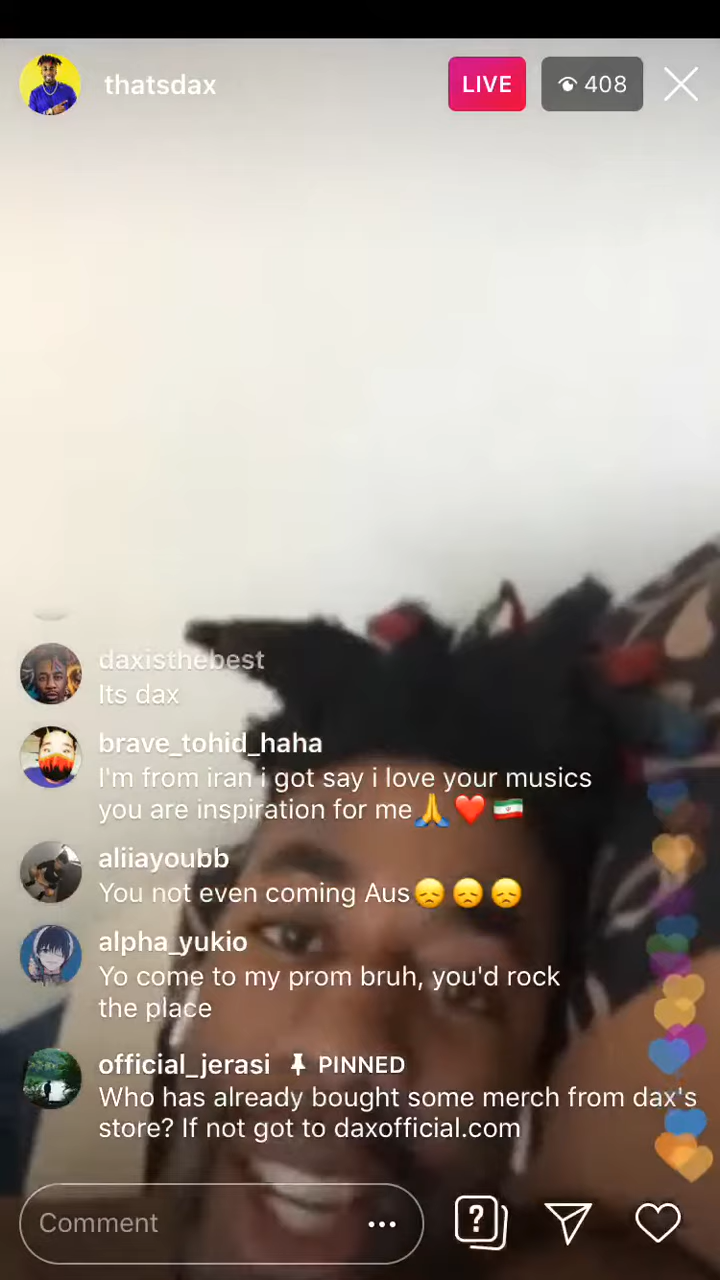 thatsdax
LIVE
408
daxisthebest
Its dax
brave_tohid_haha
I'm from iran i got say i love your musics
you are inspiration for me🙏❤️🇮🇷
aliiayoubb
You not even coming Aus😞😞😞
alpha_yukio
Yo come to my prom bruh, you'd rock
the place
official_jerasi 📌 PINNED
Who has already bought some merch from dax's
store? If not got to daxofficial.com
Comment